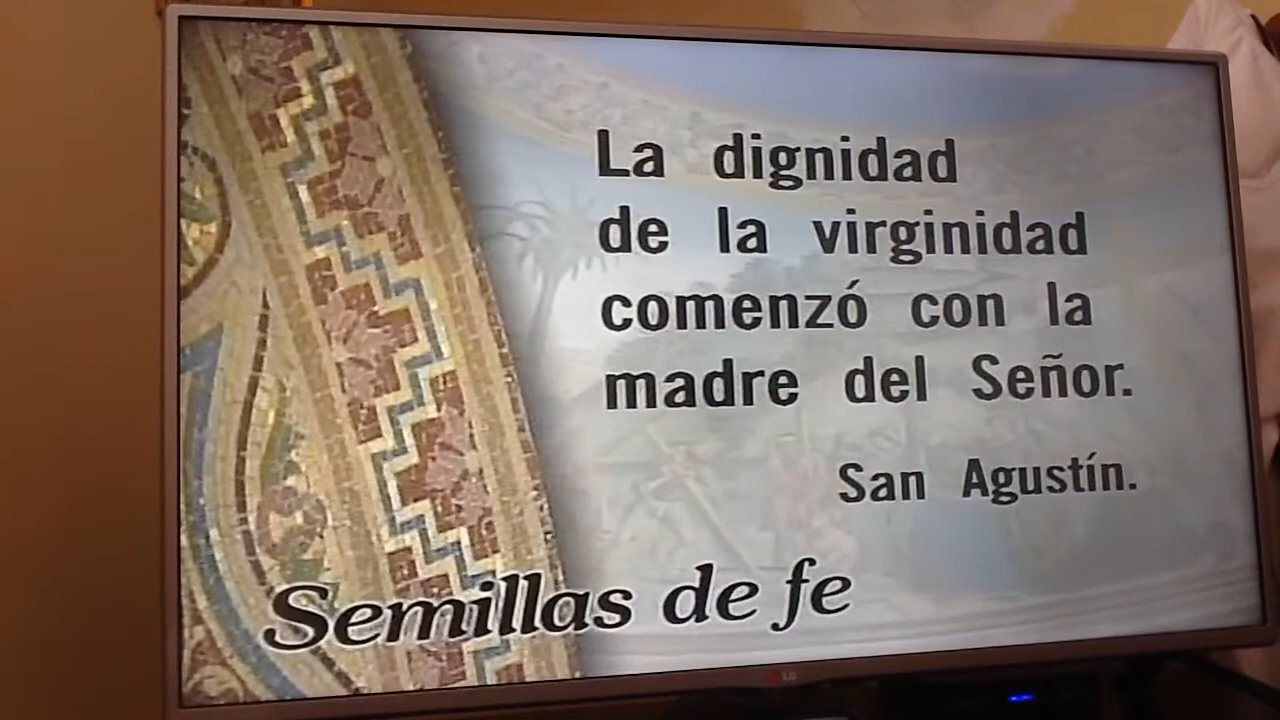 La dignidad
de la virginidad
comenzó con la
madre del Señor.
San Agustín.
Semillas de fe
LG